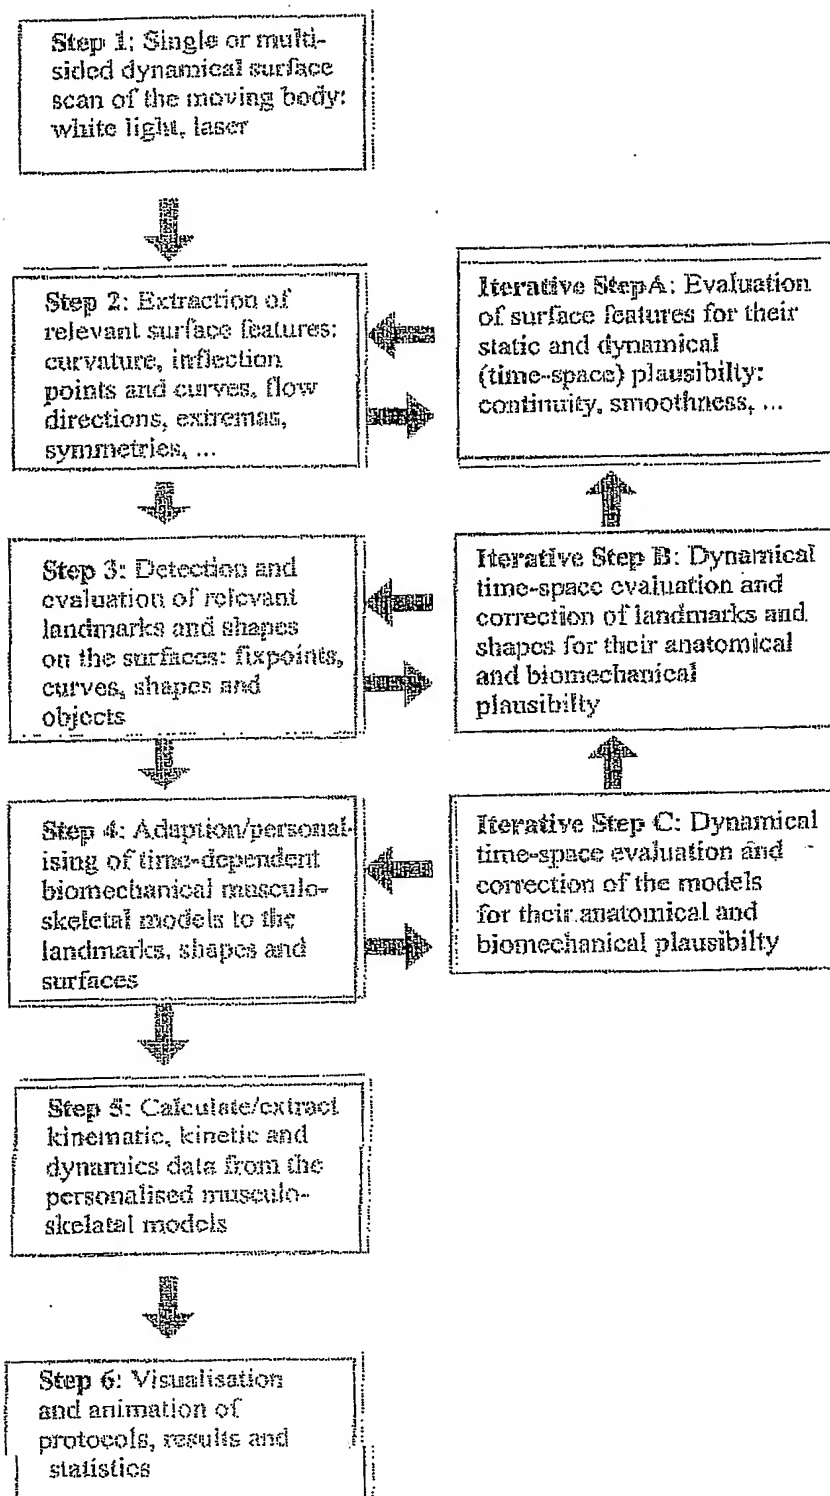 Step 1: Single or multi-
sided dynamical surface
scan of the moving body:
white light, laser
Step 2: Extraction of
relevant surface features:
curvature, inflection
points and curves, flow
directions, extremas,
symmetries, ...
Iterative StepA: Evaluation
of surface features for their
static and dynamical
(time-space) plausibilty:
continuity, smoothness, ...
Step 3: Detection and
evaluation of relevant
landmarks and shapes
on the surfaces: fixpoints,
curves, shapes and
objects
Iterative Step B: Dynamical
time-space evaluation and
correction of landmarks and
shapes for their anatomical
and biomechanical
plausibilty
Step 4: Adaption/personal-
ising of time-dependent
biomechanical musculo-
skeletal models to the
landmarks, shapes and
surfaces
Iterative Step C: Dynamical
time-space evaluation and
correction of the models
for their anatomical and
biomechanical plausibilty
Step 5: Calculate/extract
kinematic, kinetic and
dynamics data from the
personalised musculo-
skelatal models
Step 6: Visualisation
and animation of
protocols, results and
statistics